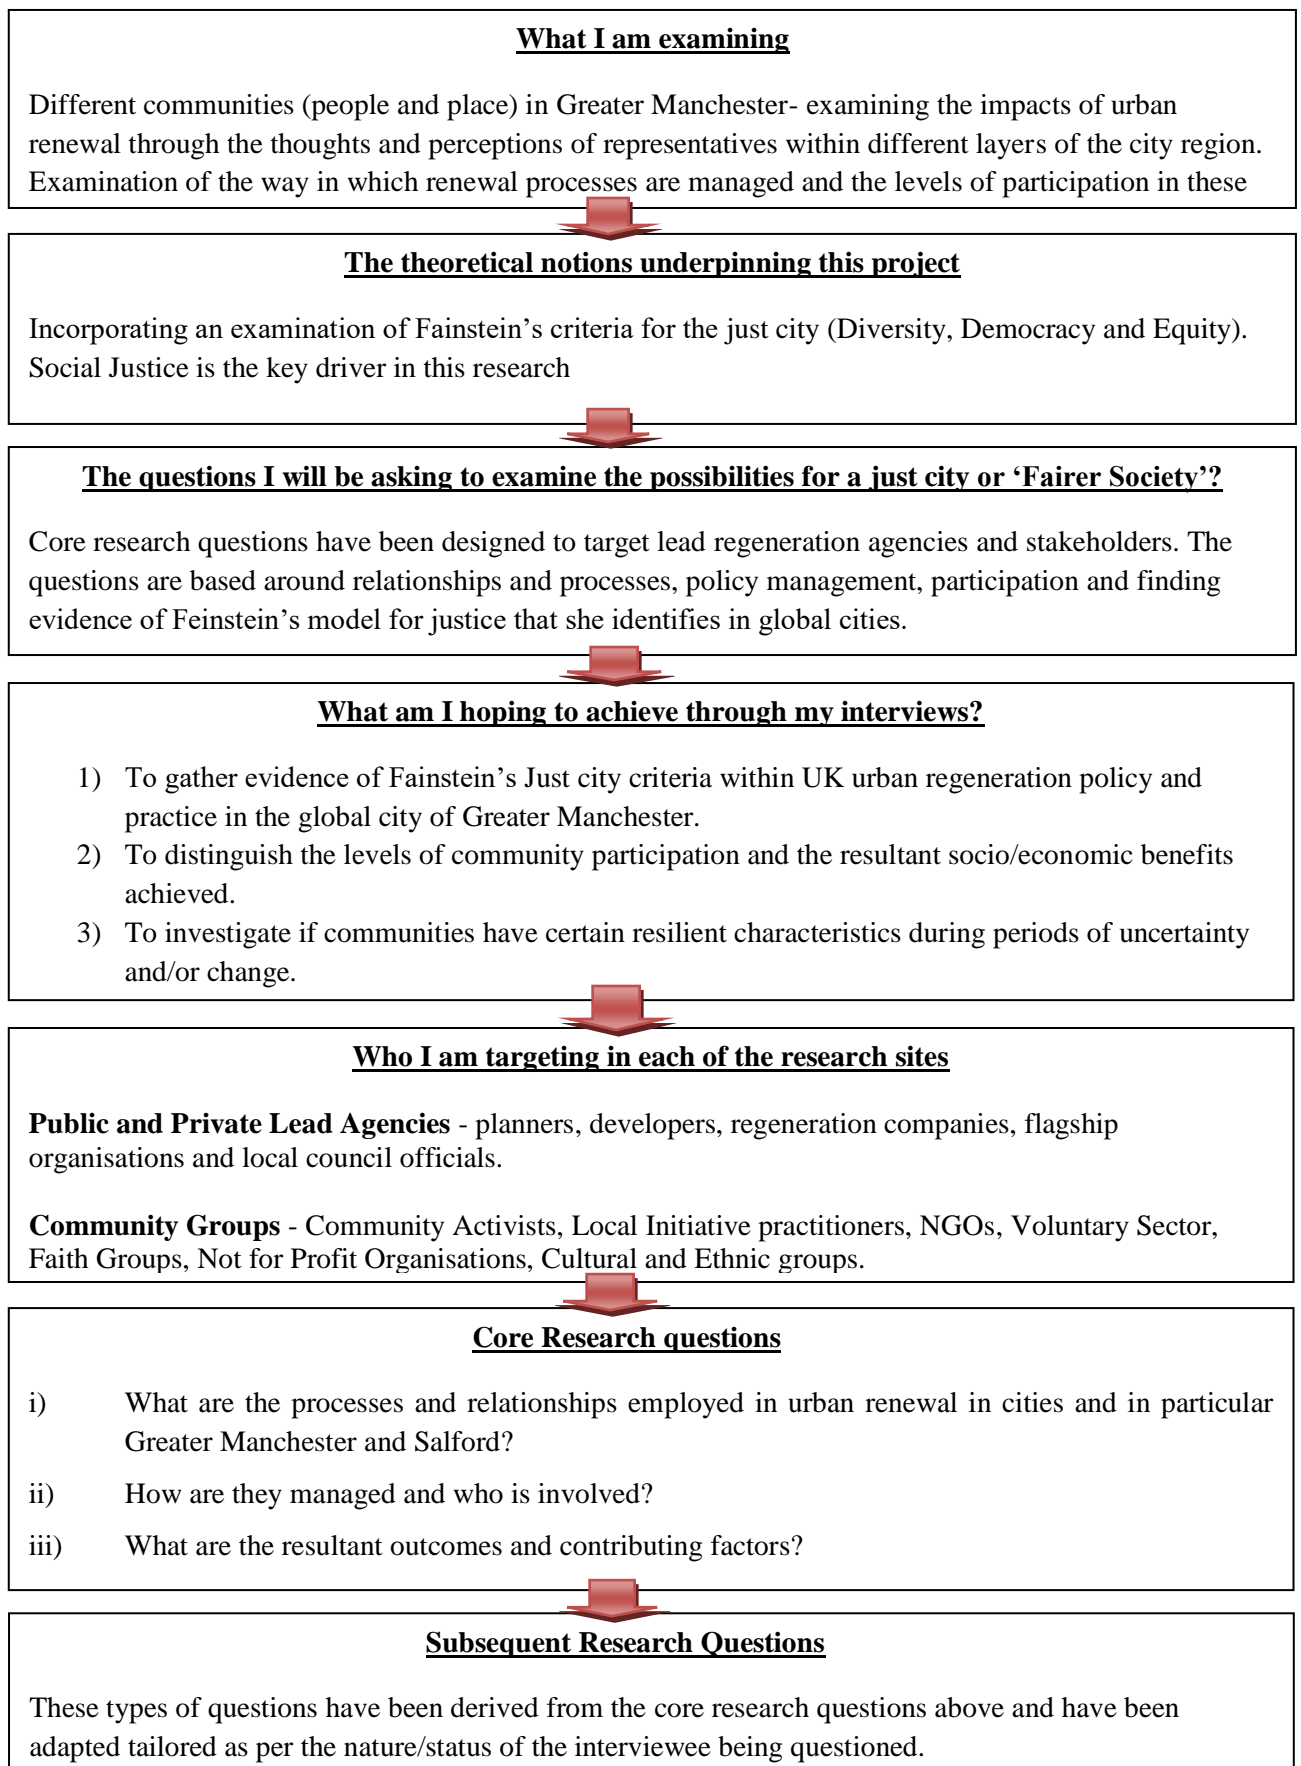 What I am examining
Different communities (people and place) in Greater Manchester- examining the impacts of urban
renewal through the thoughts and perceptions of representatives within different layers of the city region.
Examination of the way in which renewal processes are managed and the levels of participation in these
The theoretical notions underpinning this project
Incorporating an examination of Fainstein’s criteria for the just city (Diversity, Democracy and Equity).
Social Justice is the key driver in this research
The questions I will be asking to examine the possibilities for a just city or ‘Fairer Society’?
Core research questions have been designed to target lead regeneration agencies and stakeholders. The
questions are based around relationships and processes, policy management, participation and finding
evidence of Feinstein’s model for justice that she identifies in global cities.
What am I hoping to achieve through my interviews?
1) To gather evidence of Fainstein’s Just city criteria within UK urban regeneration policy and
practice in the global city of Greater Manchester.
2) To distinguish the levels of community participation and the resultant socio/economic benefits
achieved.
3) To investigate if communities have certain resilient characteristics during periods of uncertainty
and/or change.
Who I am targeting in each of the research sites
Public and Private Lead Agencies - planners, developers, regeneration companies, flagship
organisations and local council officials.
Community Groups - Community Activists, Local Initiative practitioners, NGOs, Voluntary Sector,
Faith Groups, Not for Profit Organisations, Cultural and Ethnic groups.
Core Research questions
i) What are the processes and relationships employed in urban renewal in cities and in particular
Greater Manchester and Salford?
ii) How are they managed and who is involved?
iii) What are the resultant outcomes and contributing factors?
Subsequent Research Questions
These types of questions have been derived from the core research questions above and have been
adapted tailored as per the nature/status of the interviewee being questioned.